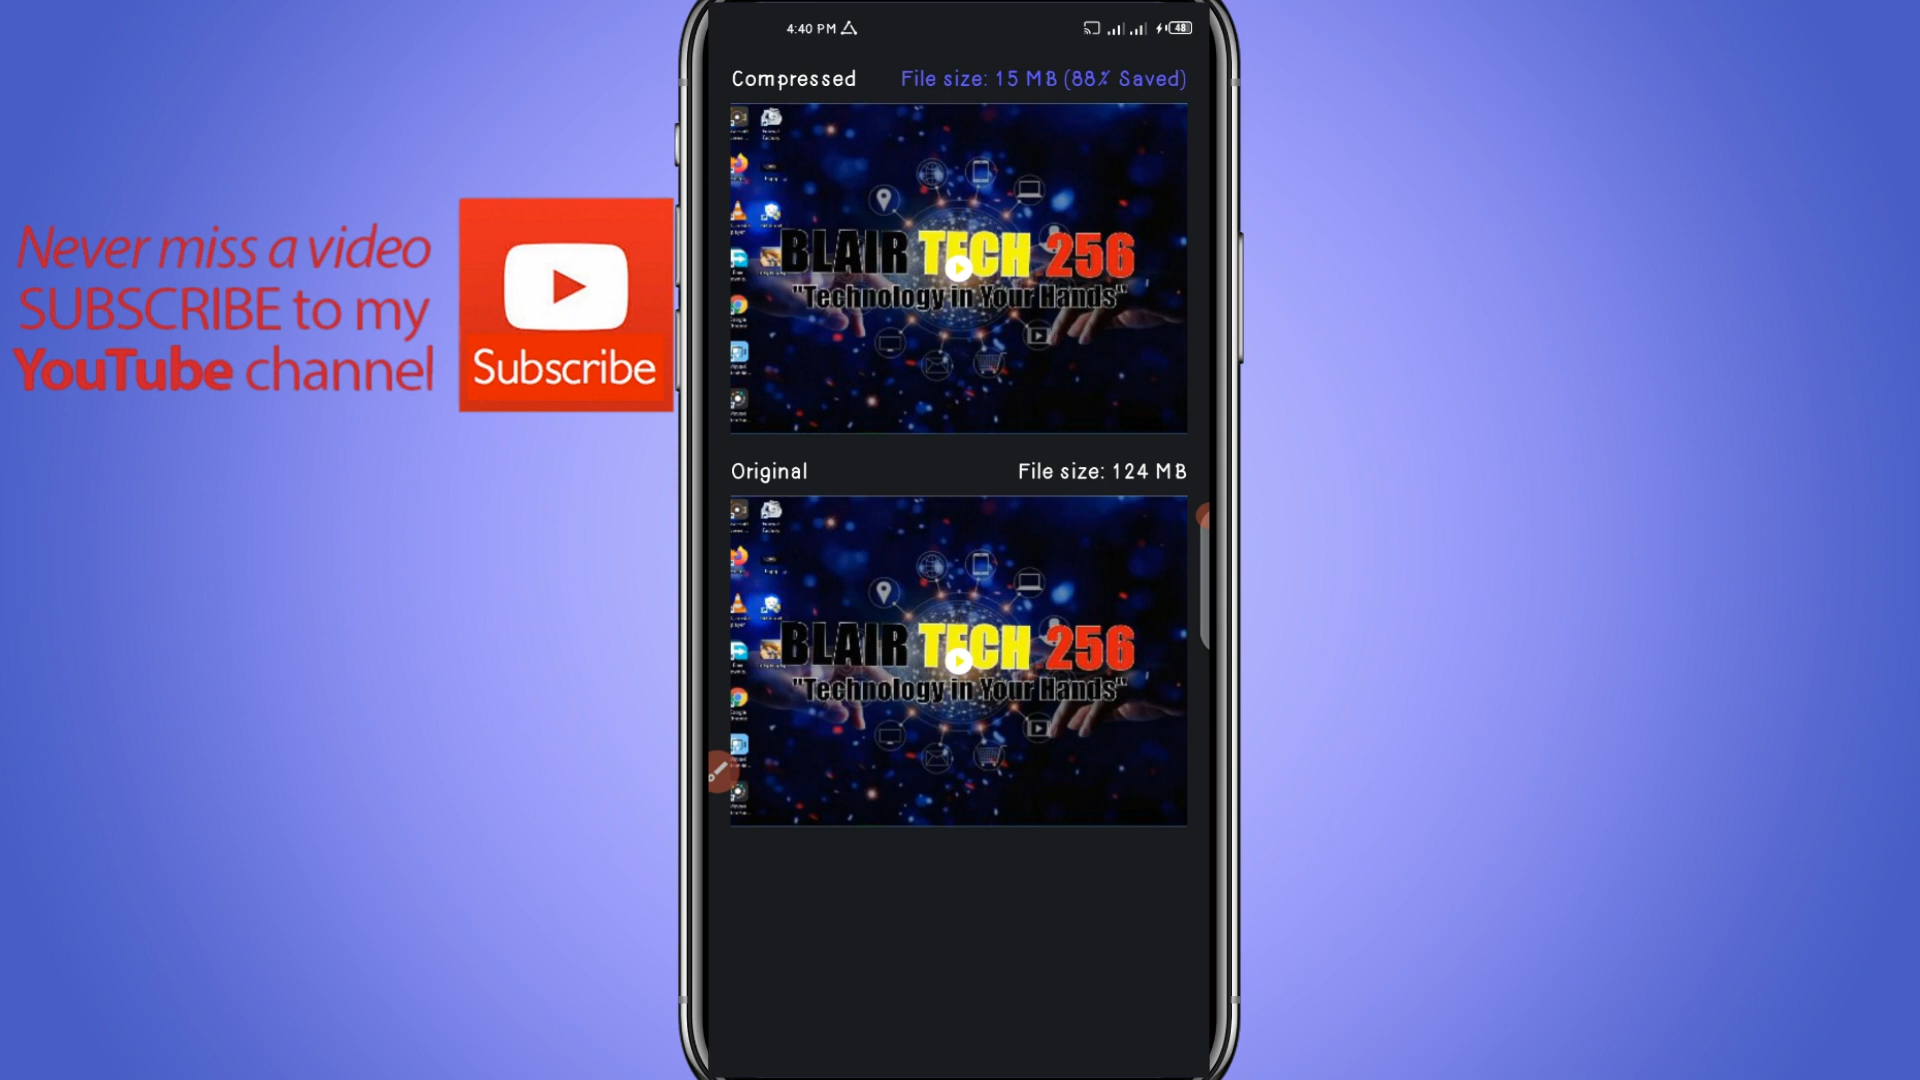 4:40 PM
48
Compressed File size: 15 MB (88% Saved)
BLAIR TECH 256
"Technology in Your Hands"
Never miss a video
SUBSCRIBE to my
YouTube channel
Subscribe
Original File size: 124 MB
BLAIR TECH 256
"Technology in Your Hands"